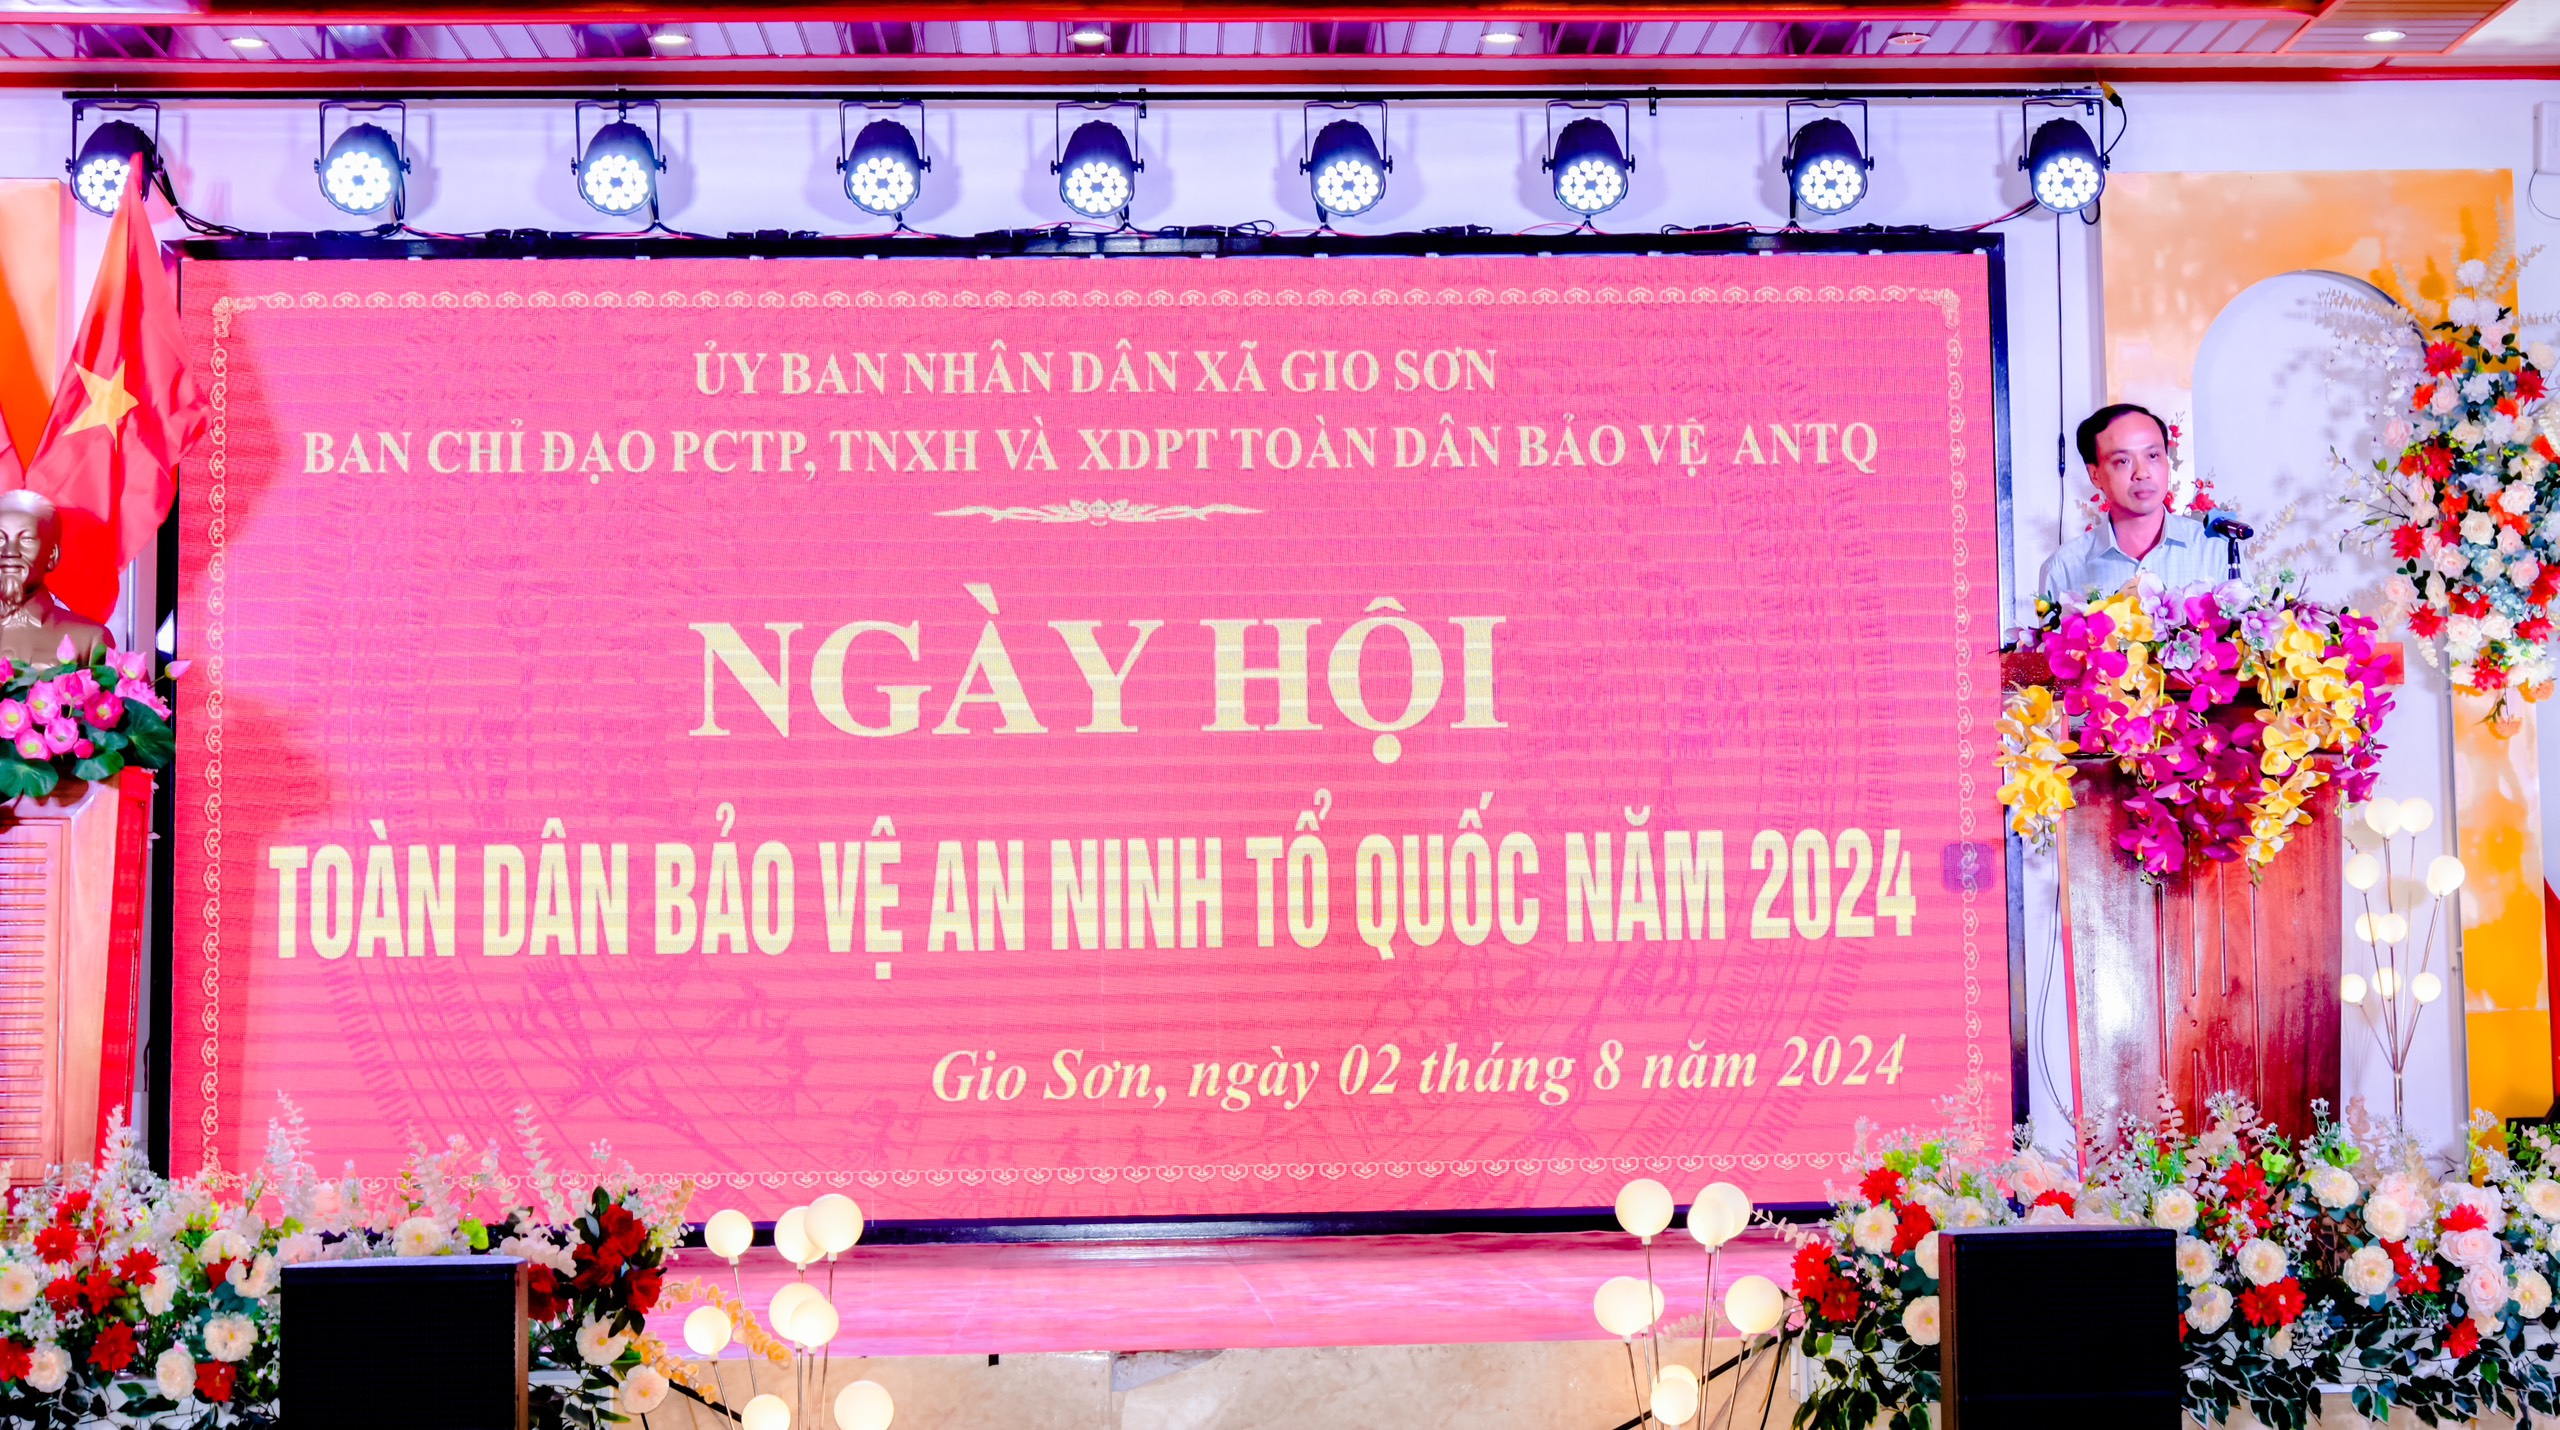 ỦY BAN NHÂN DÂN XÃ GIO SƠN
BAN CHỈ ĐẠO PCTP, TNXH VÀ XDPT TOÀN DÂN BẢO VỆ ANTQ
NGÀY HỘI
TOÀN DÂN BẢO VỆ AN NINH TỔ QUỐC NĂM 2024
Gio Sơn, ngày 02 tháng 8 năm 2024